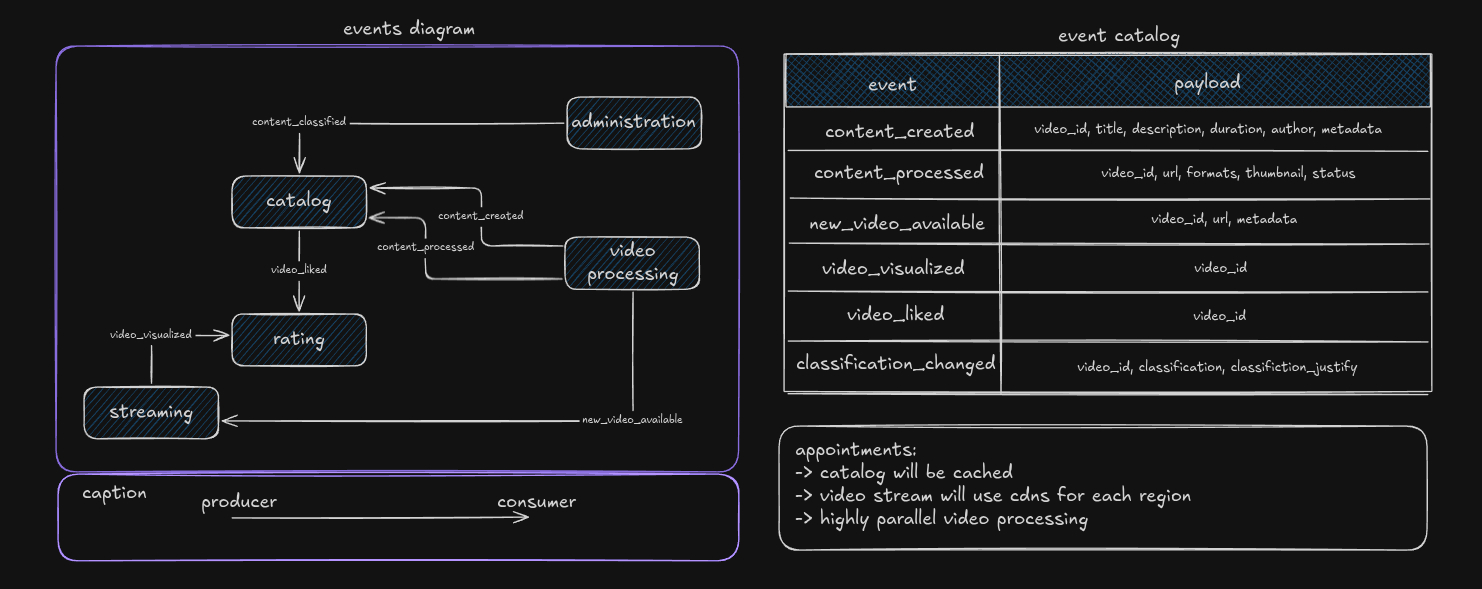 events diagram
content_classified
administration
catalog
content_created
content_processed
video
processing
video_liked
video_visualized
rating
streaming
new_video_available
caption
producer
consumer
event catalog
event payload
content_created video_id, title, description, duration, author, metadata
content_processed video_id, url, formats, thumbnail, status
new_video_available video_id, url, metadata
video_visualized video_id
video_liked video_id
classification_changed video_id, classification, classifiction_justify
appointments:
-> catalog will be cached
-> video stream will use cdns for each region
-> highly parallel video processing